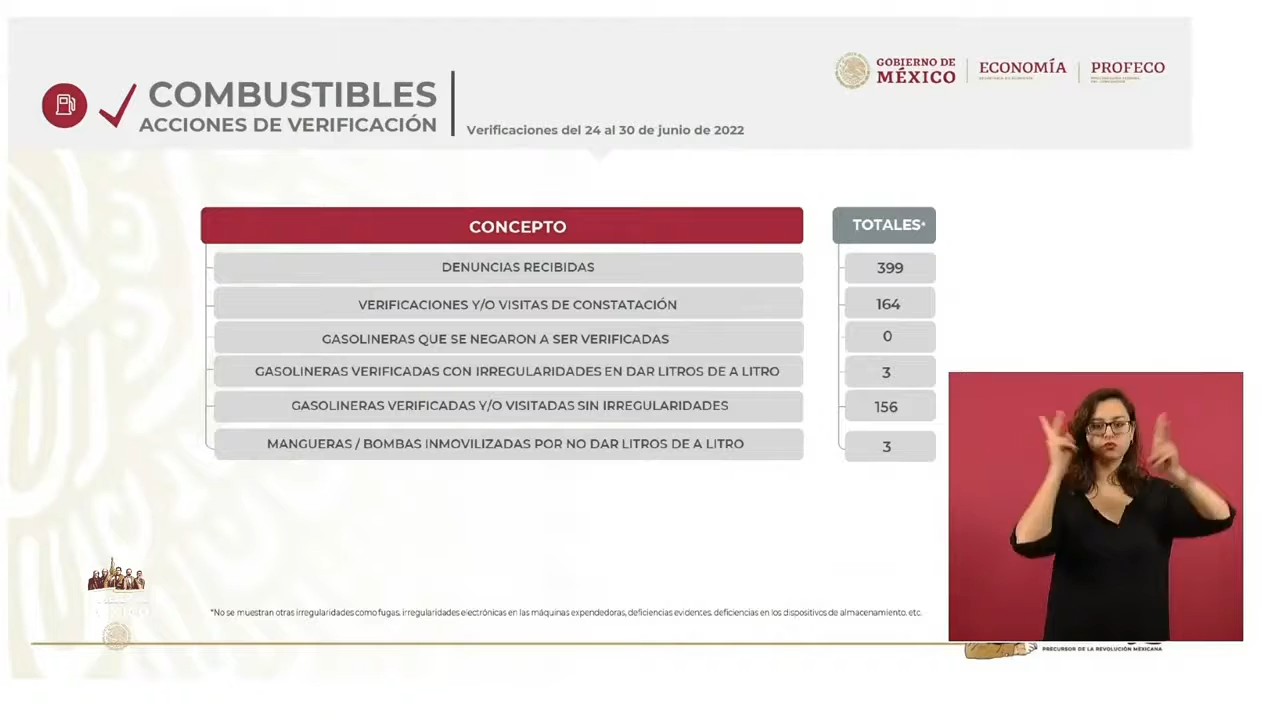 COMBUSTIBLES
ACCIONES DE VERIFICACIÓN
Verificaciones del 24 al 30 de junio de 2022
GOBIERNO DE
MÉXICO
ECONOMÍA
PROFECO
CONCEPTO
TOTALES*
DENUNCIAS RECIBIDAS
399
VERIFICACIONES Y/O VISITAS DE CONSTATACIÓN
164
GASOLINERAS QUE SE NEGARON A SER VERIFICADAS
0
GASOLINERAS VERIFICADAS CON IRREGULARIDADES EN DAR LITROS DE A LITRO
3
GASOLINERAS VERIFICADAS Y/O VISITADAS SIN IRREGULARIDADES
156
MANGUERAS / BOMBAS INMOVILIZADAS POR NO DAR LITROS DE A LITRO
3
*No se muestran otras irregularidades como fugas, irregularidades electrónicas en las máquinas expendedoras, deficiencias evidentes, deficiencias en los dispositivos de almacenamiento, etc.
PRECURSOR DE LA REVOLUCIÓN MEXICANA